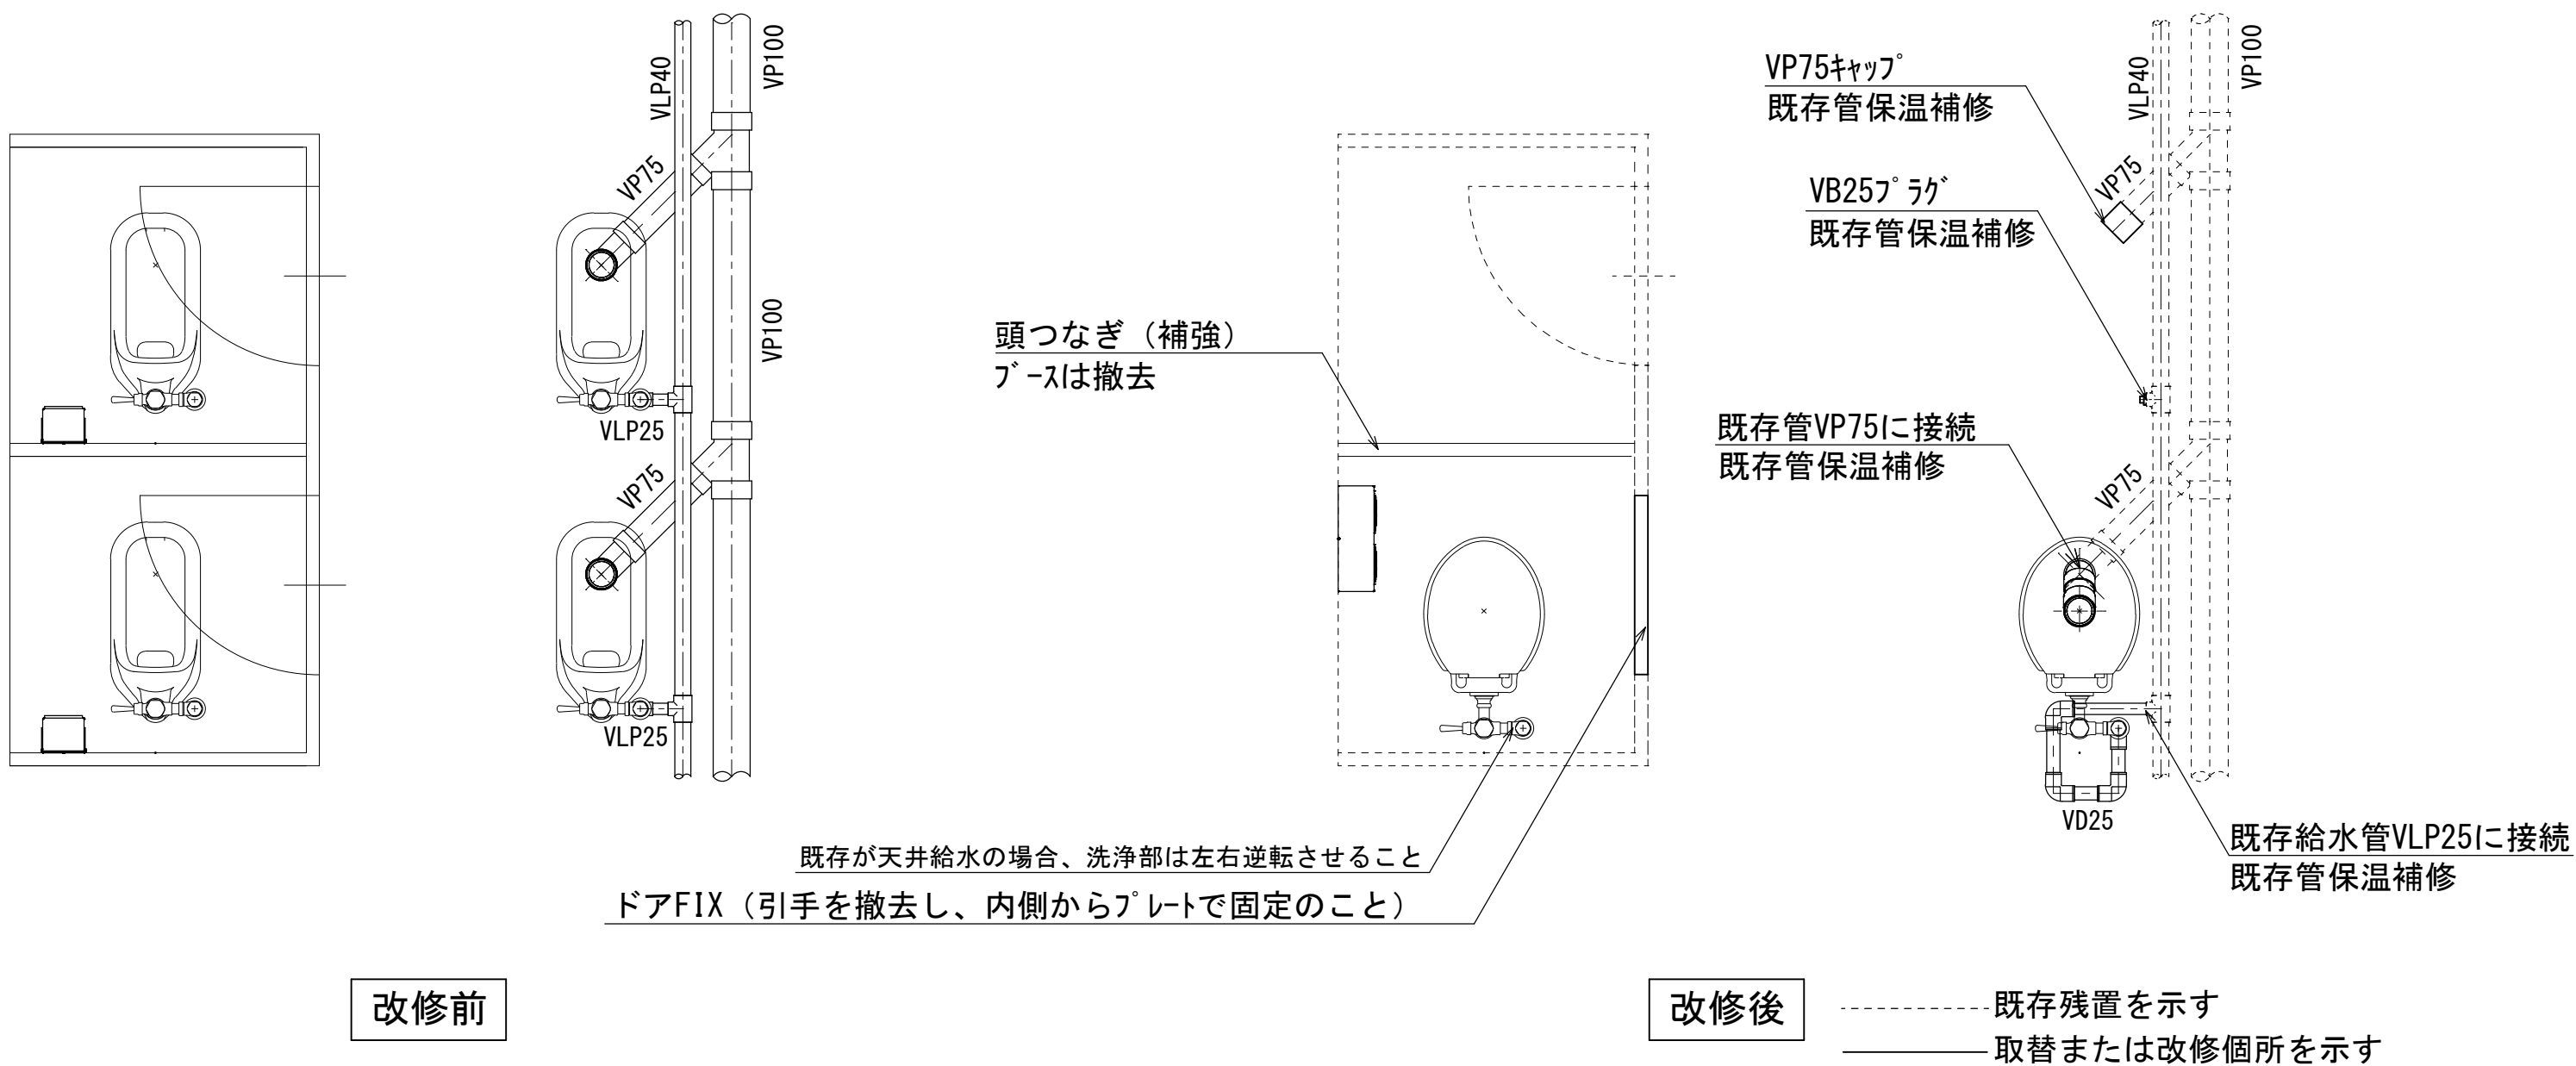 VP100
VLP40
VP75
VP100
VLP25
VP75
VLP25
VP75ｷｬｯﾌﾟ
既存管保温補修
VLP40
VP100
VP75
VB25ﾌﾟﾗｸﾞ
既存管保温補修
頭つなぎ（補強）
ﾌﾞｰｽは撤去
既存管VP75に接続
既存管保温補修
VP75
VD25
既存給水管VLP25に接続
既存管保温補修
既存が天井給水の場合、洗浄部は左右逆転させること
ドアFIX（引手を撤去し、内側からﾌﾟﾚｰﾄで固定のこと）
改修前
改修後
既存残置を示す
取替または改修個所を示す